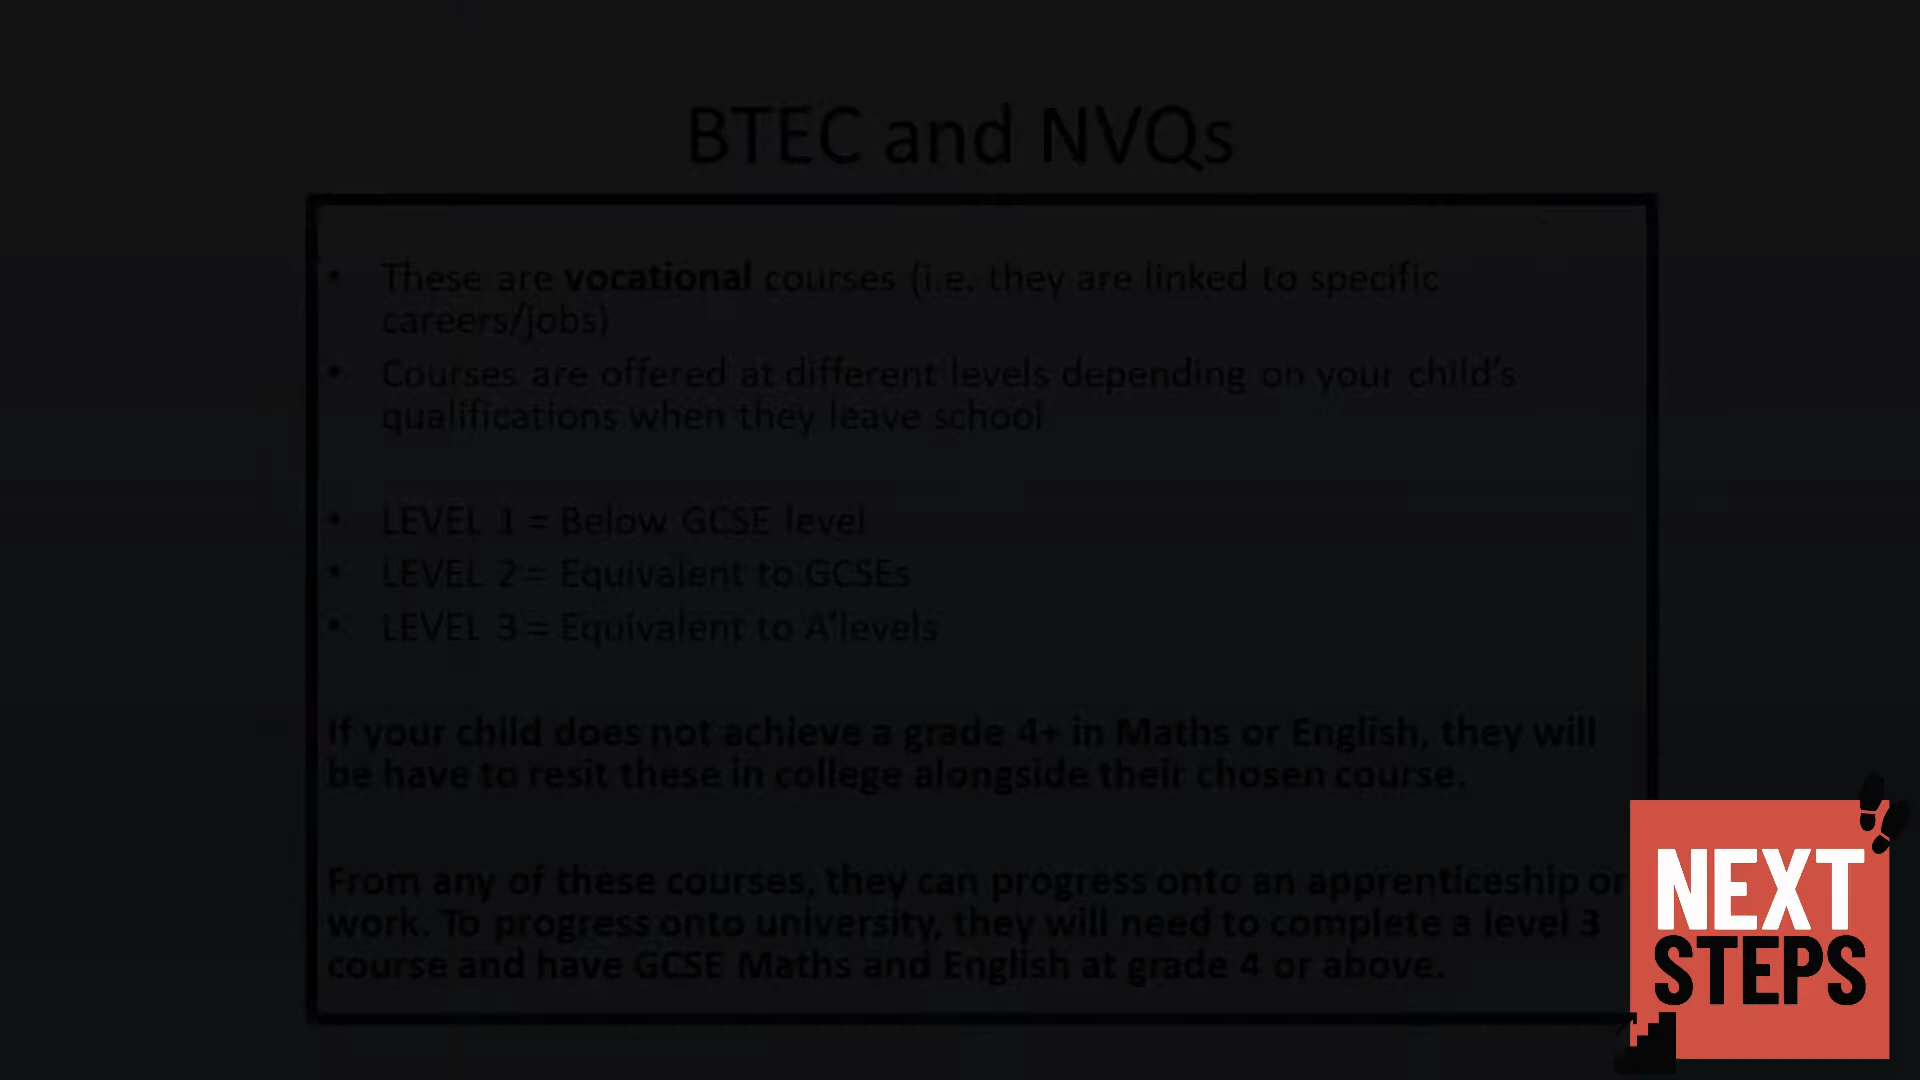 BTEC and NVQs
• These are vocational courses (i.e. they are linked to specific
careers/jobs)
• Courses are offered at different levels depending on your child's
qualifications when they leave school
• LEVEL 1 = Below GCSE level
• LEVEL 2 = Equivalent to GCSEs
• LEVEL 3 = Equivalent to A'levels
If your child does not achieve a grade 4+ in Maths or English, they will
be have to resit these in college alongside their chosen course.
From any of these courses, they can progress onto an apprenticeship or
work. To progress onto university, they will need to complete a level 3
course and have GCSE Maths and English at grade 4 or above.
NEXT
STEPS